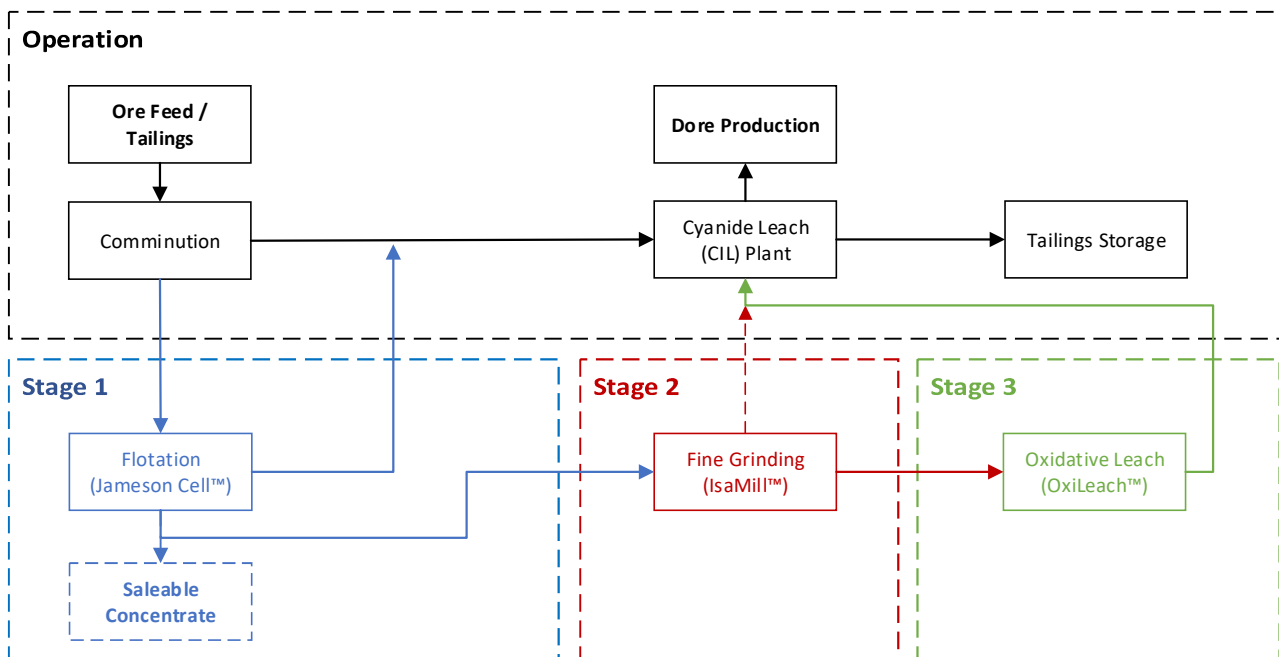 Operation
Ore Feed /
Tailings
Dore Production
Comminution
Cyanide Leach
(CIL) Plant
Tailings Storage
Stage 1
Stage 2
Stage 3
Flotation
(Jameson Cell™)
Fine Grinding
(IsaMill™)
Oxidative Leach
(OxiLeach™)
Saleable
Concentrate